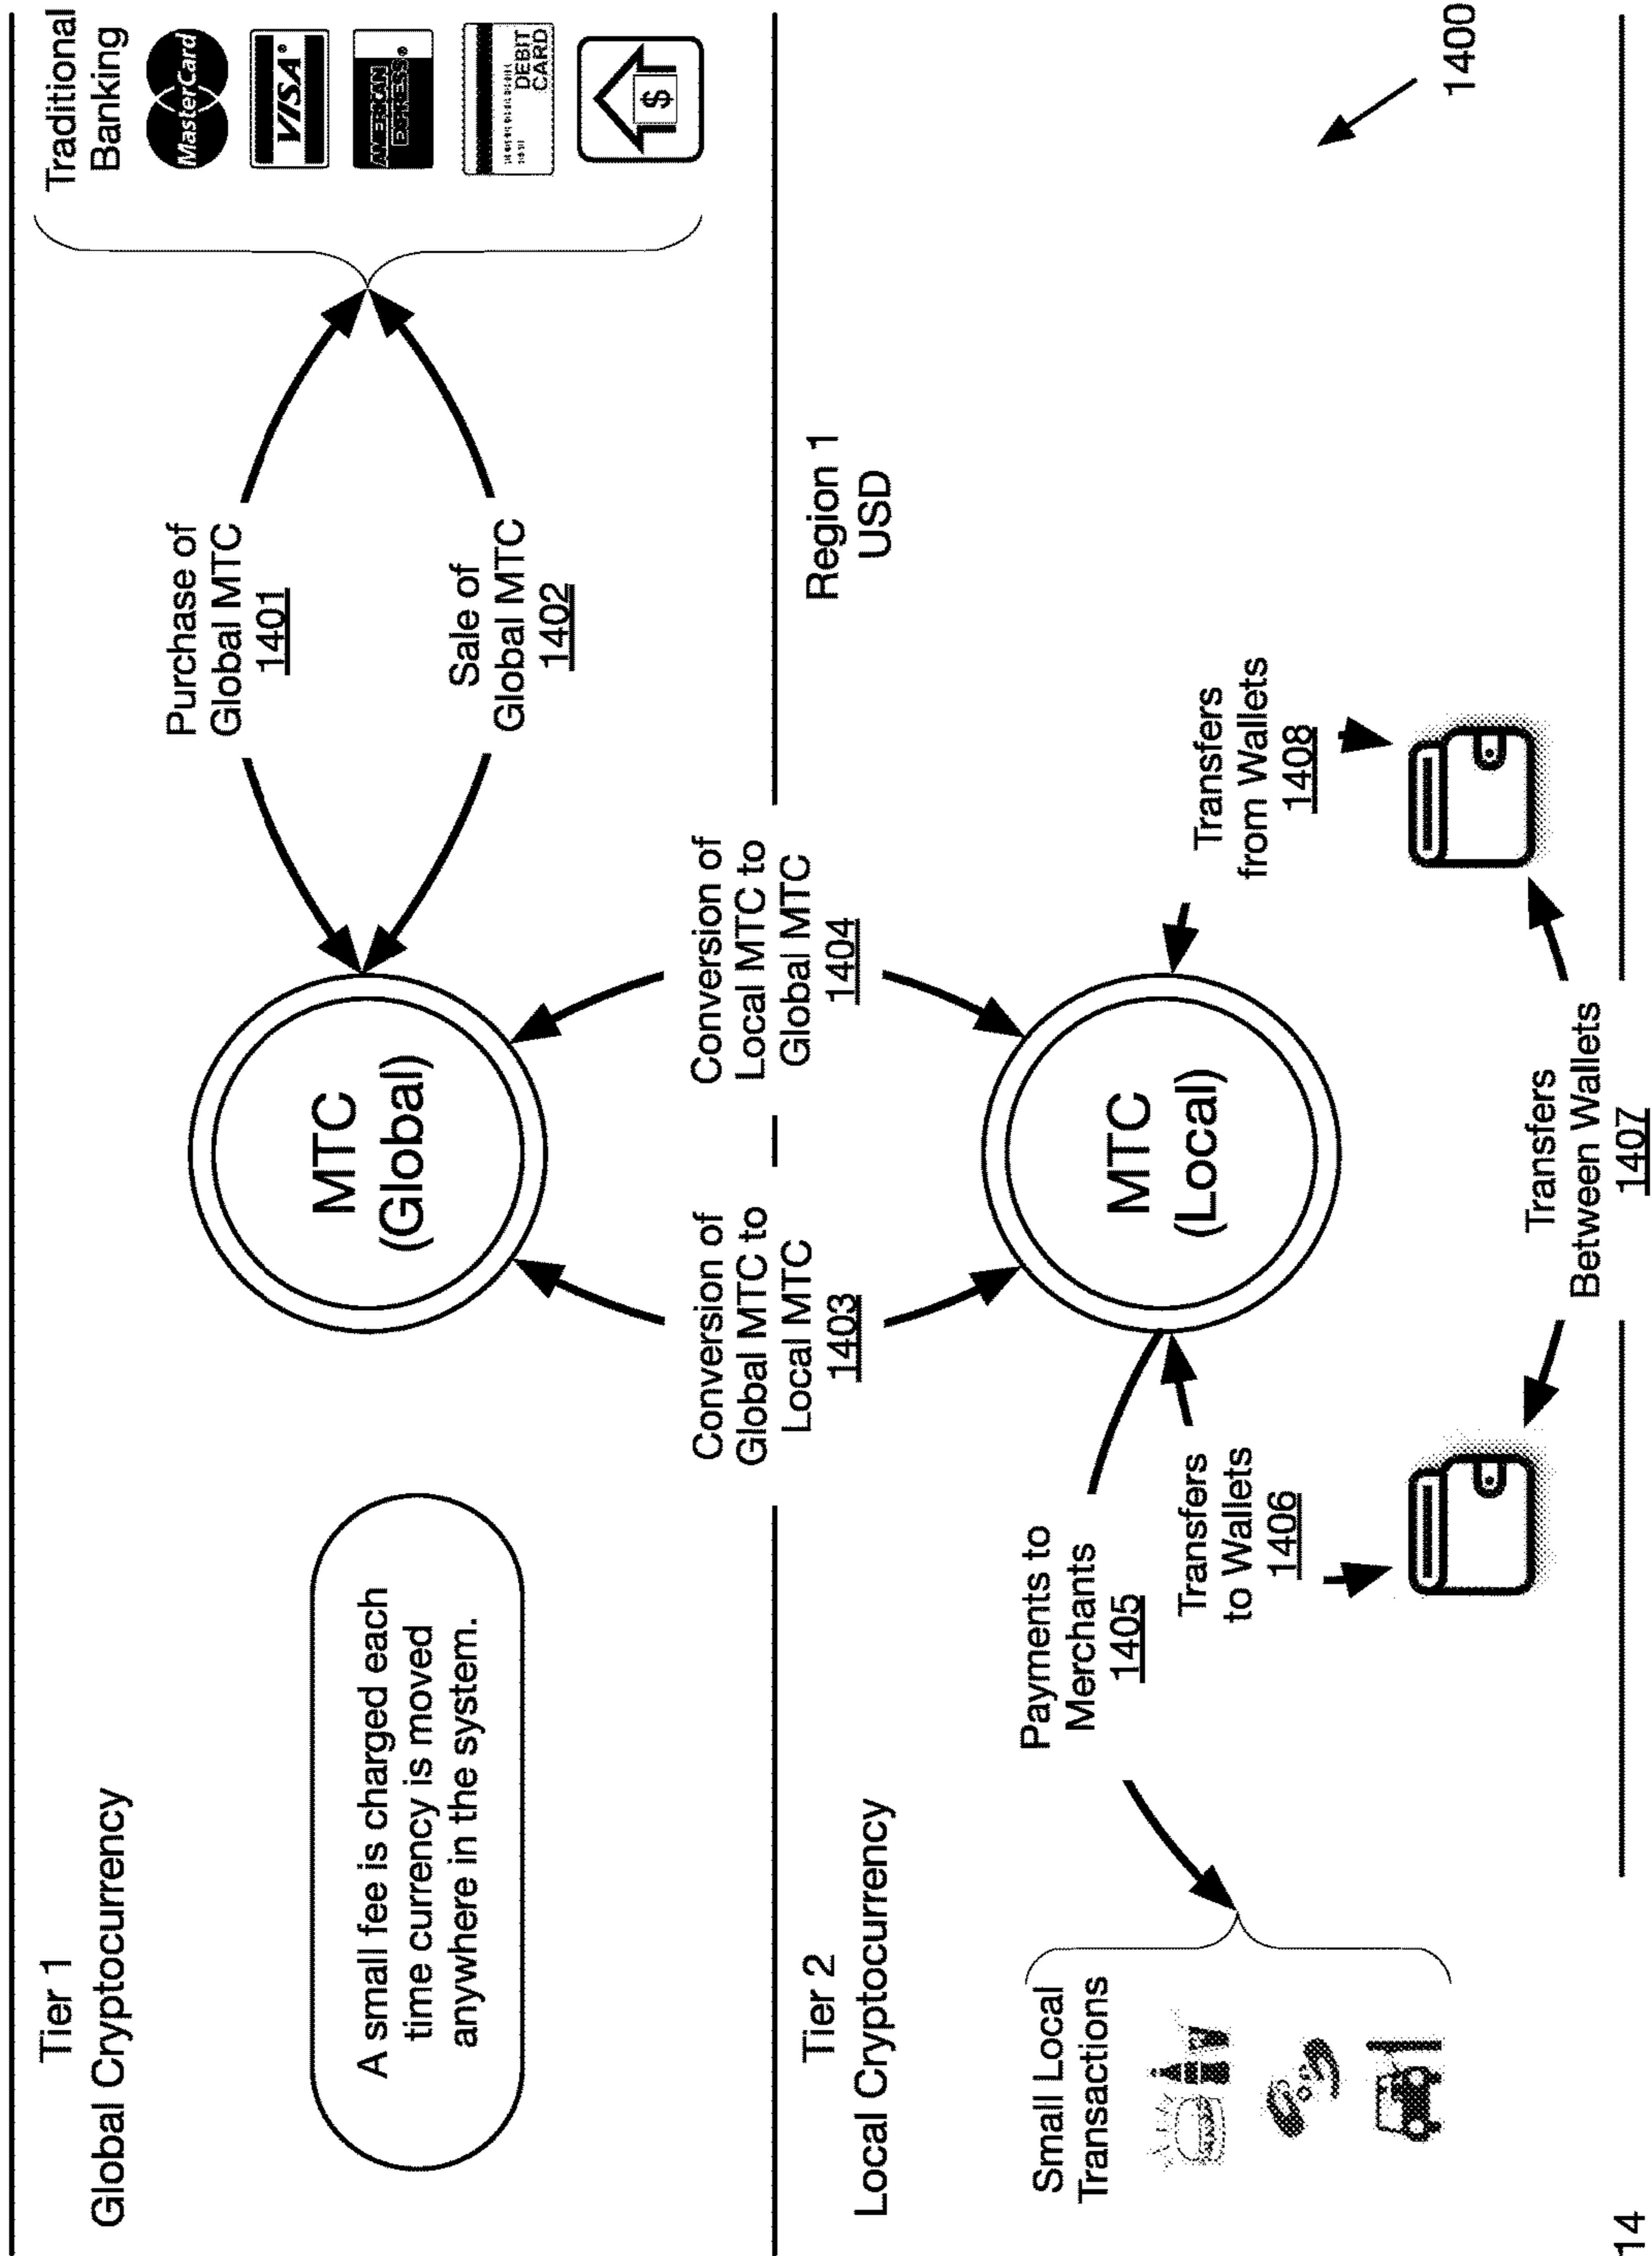 Tier 1
Global Cryptocurrency
A small fee is charged each
time currency is moved
anywhere in the system.
Purchase of
Global MTC
1401
Sale of
Global MTC
1402
Traditional
Banking
MasterCard
VISA
AMERICAN
EXPRESS
DEBIT
CARD
$
MTC
(Global)
Conversion of
Global MTC to
Local MTC
1403
Conversion of
Local MTC to
Global MTC
1404
Tier 2
Local Cryptocurrency
Region 1
USD
MTC
(Local)
Small Local
Transactions
Payments to
Merchants
1405
Transfers
to Wallets
1406
Transfers
from Wallets
1408
Transfers
Between Wallets
1407
1400
14